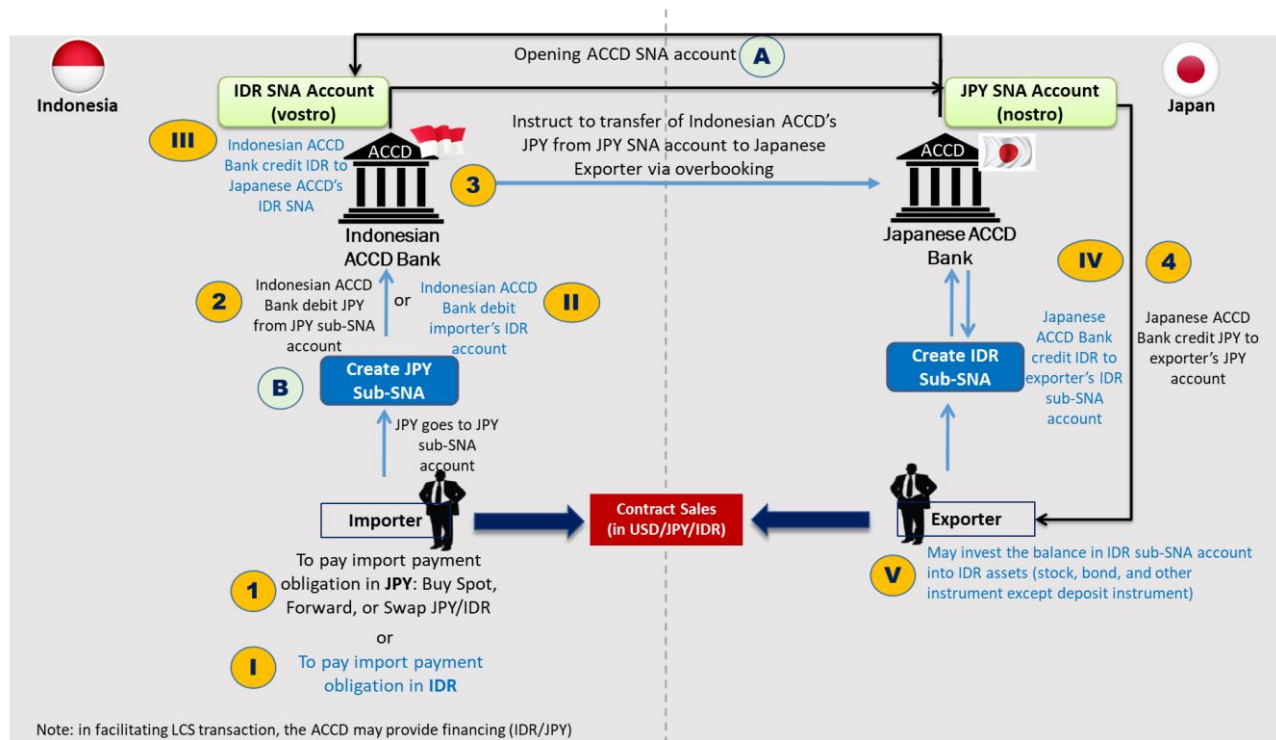 Opening ACCD SNA account
A
Indonesia
IDR SNA Account
(vostro)
JPY SNA Account
(nostro)
Japan
III
Indonesian ACCD
Bank credit IDR to
Japanese ACCD's
IDR SNA
ACCD
Indonesian
ACCD Bank
3
Instruct to transfer of Indonesian ACCD's
JPY from JPY SNA account to Japanese
Exporter via overbooking
ACCD
Japanese ACCD
Bank
2
Indonesian ACCD
Bank debit JPY
from JPY sub-SNA
account
or
Indonesian ACCD
Bank debit
importer's IDR
account
II
IV
Japanese
ACCD Bank
credit IDR to
exporter's IDR
sub-SNA
account
4
Japanese ACCD
Bank credit JPY to
exporter's JPY
account
B
Create JPY
Sub-SNA
Create IDR
Sub-SNA
JPY goes to JPY
sub-SNA
account
Importer
Contract Sales
(in USD/JPY/IDR)
Exporter
1
To pay import payment
obligation in JPY: Buy Spot,
Forward, or Swap JPY/IDR
or
I
To pay import payment
obligation in IDR
V
May invest the balance in IDR sub-SNA account
into IDR assets (stock, bond, and other
instrument except deposit instrument)
Note: in facilitating LCS transaction, the ACCD may provide financing (IDR/JPY)